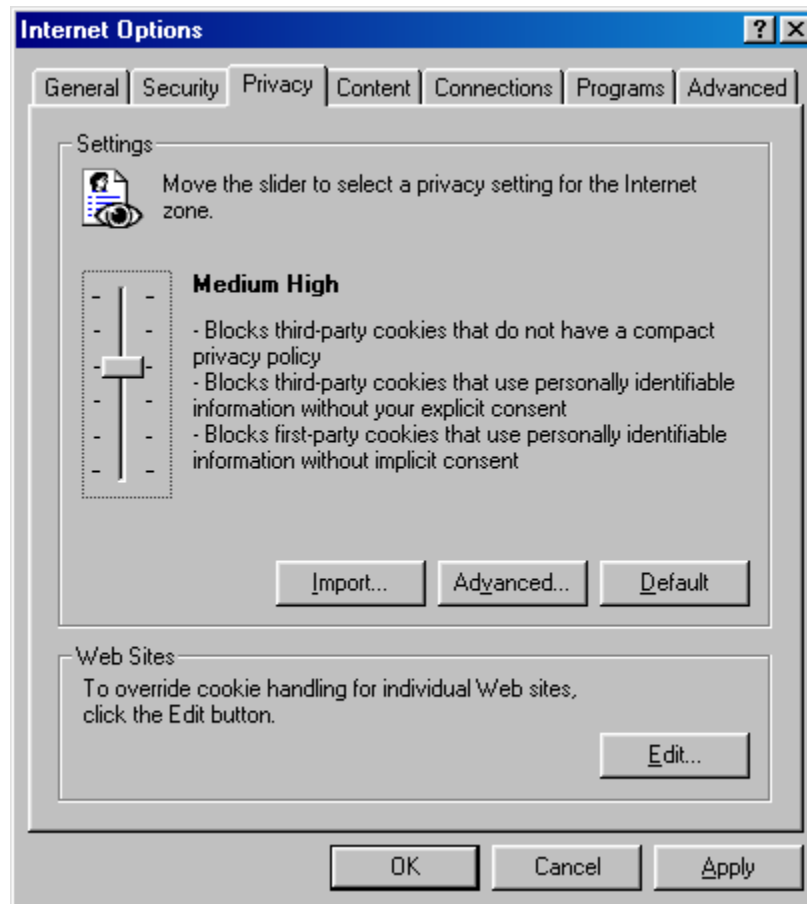 Internet Options
General Security Privacy Content Connections Programs Advanced
Settings
Move the slider to select a privacy setting for the Internet
zone.
Medium High
- Blocks third-party cookies that do not have a compact
privacy policy
- Blocks third-party cookies that use personally identifiable
information without your explicit consent
- Blocks first-party cookies that use personally identifiable
information without implicit consent
Import... Advanced... Default
Web Sites
To override cookie handling for individual Web sites,
click the Edit button.
Edit...
OK Cancel Apply